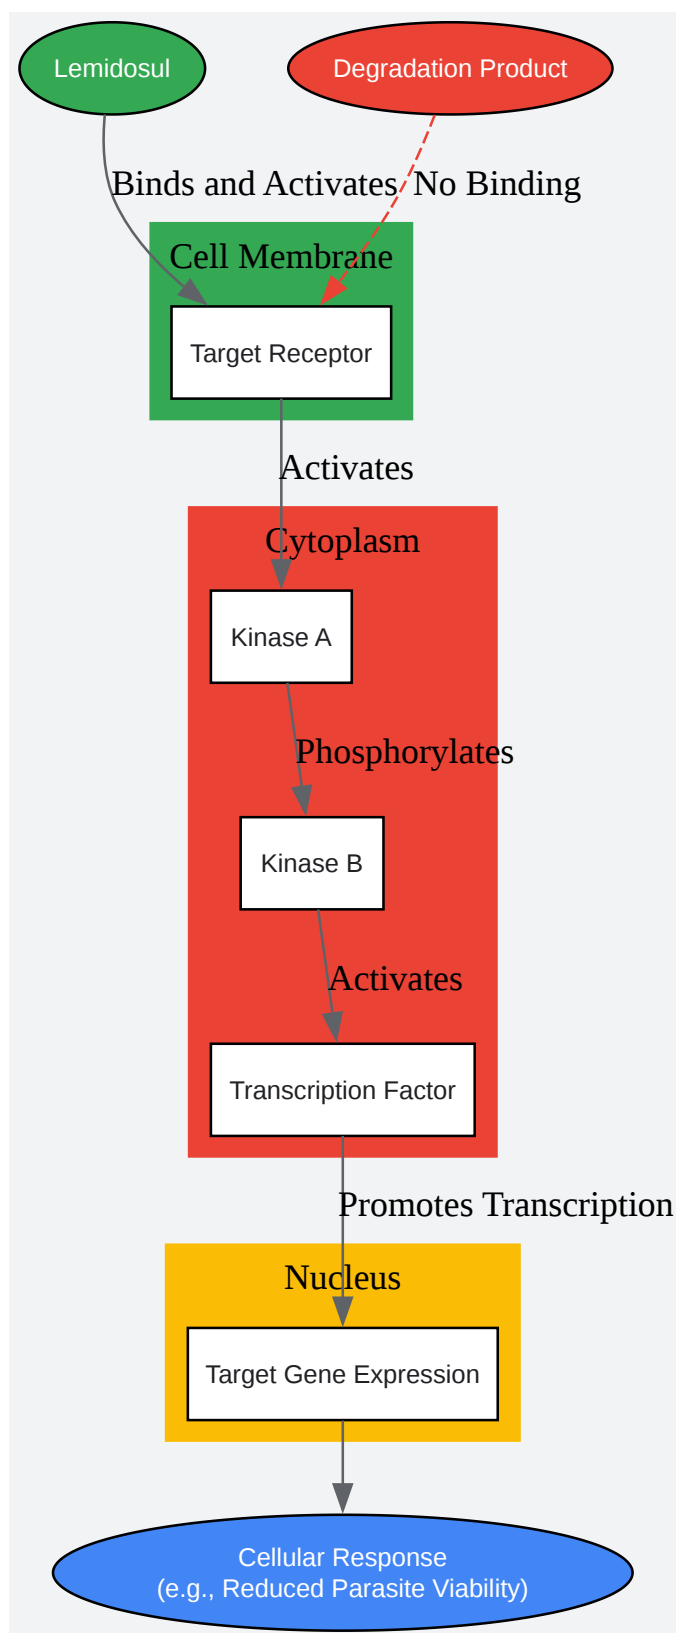 Lemidosul
Degradation Product
Binds and Activates
No Binding
Cell Membrane
Target Receptor
Activates
Cytoplasm
Kinase A
Phosphorylates
Kinase B
Activates
Transcription Factor
Promotes Transcription
Nucleus
Target Gene Expression
Cellular Response
(e.g., Reduced Parasite Viability)